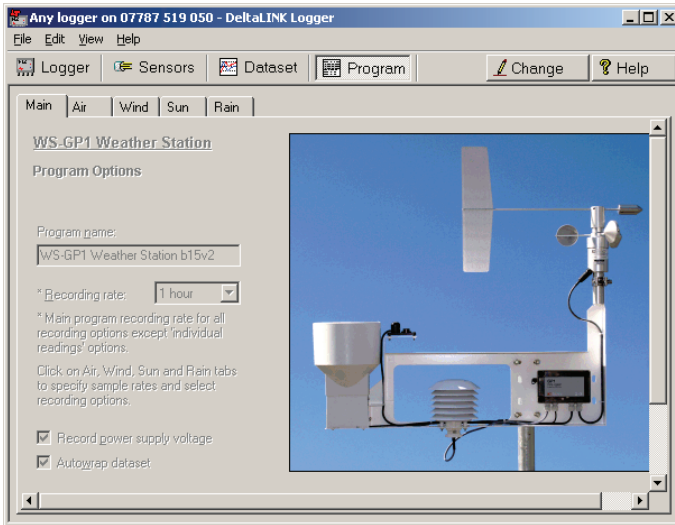 Any logger on 07787 519 050 - DeltaLINK Logger
File Edit View Help
Logger Sensors Dataset Program Change Help
Main Air Wind Sun Rain
WS-GP1 Weather Station
Program Options
Program name:
WS-GP1 Weather Station b15v2
* Recording rate: 1 hour
* Main program recording rate for all
recording options except 'individual
readings' options.
Click on Air, Wind, Sun and Rain tabs
to specify sample rates and select
recording options.
Record power supply voltage
Autowrap dataset